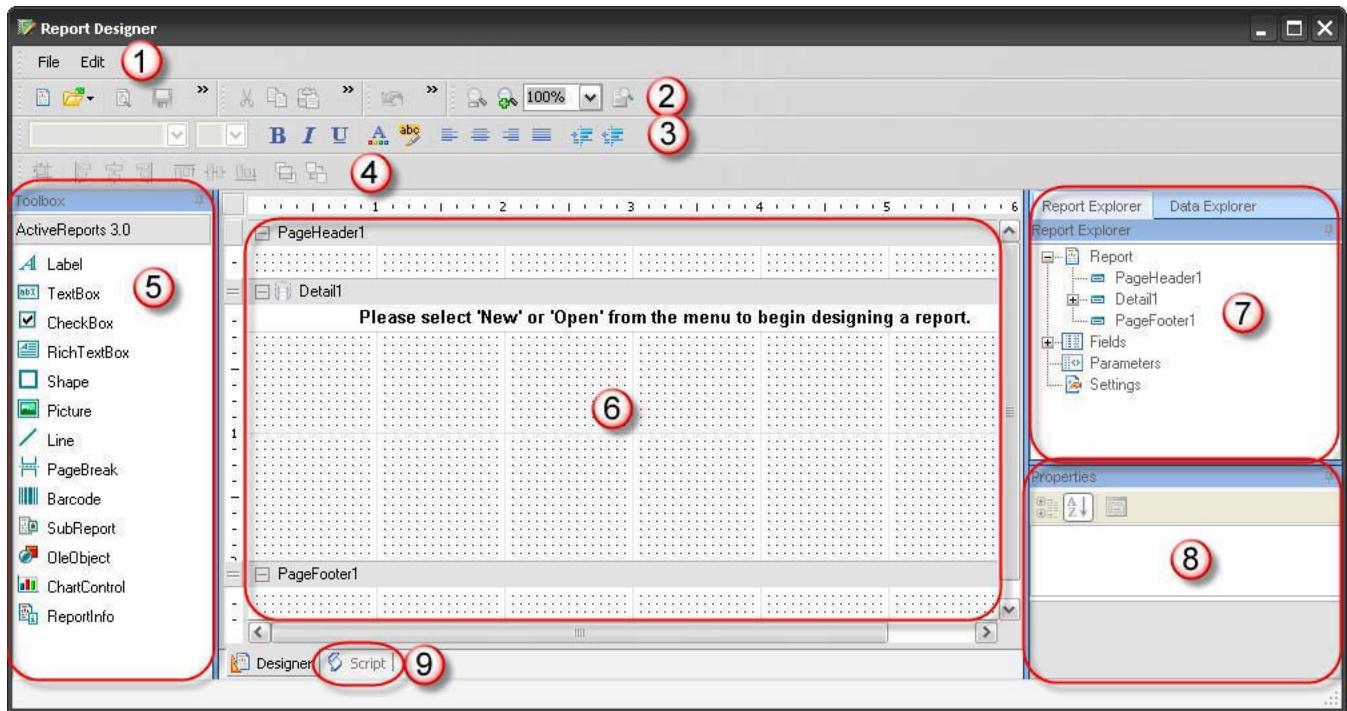 Report Designer
File Edit 1
100% 2
B I U A abc 3
4
Toolbox
ActiveReports 3.0
Label
5
TextBox
CheckBox
RichTextBox
Shape
Picture
Line
PageBreak
Barcode
SubReport
OleObject
ChartControl
ReportInfo
1 2 3 4 5 6
PageHeader1
Detail1
Please select 'New' or 'Open' from the menu to begin designing a report.
6
1
PageFooter1
Designer Script 9
Report Explorer Data Explorer
Report Explorer
Report
PageHeader1
Detail1
PageFooter1
7
Fields
Parameters
Settings
Properties
A
Z
8